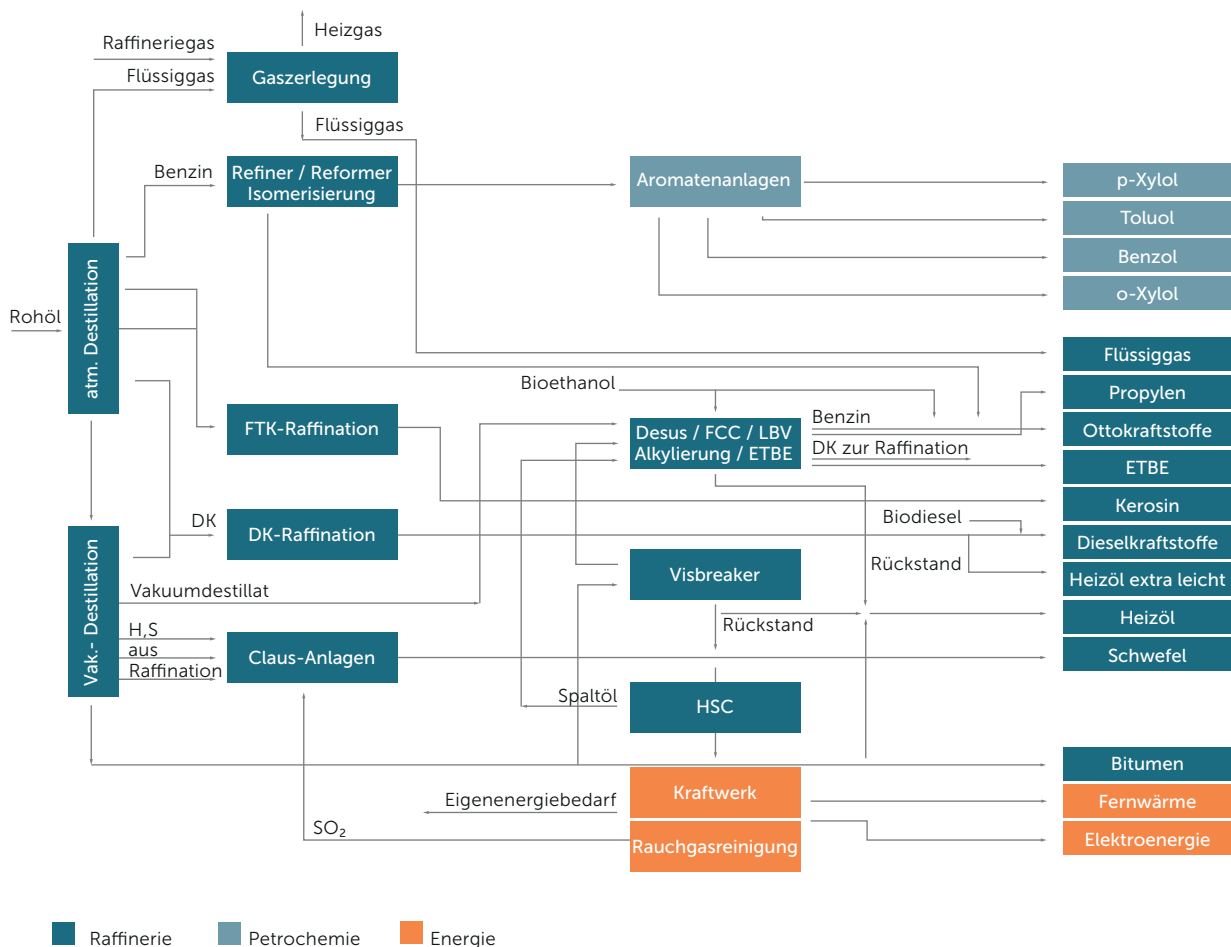 Heizgas
Raffineriegas
Gaszerlegung
Flüssiggas
Flüssiggas
Benzin
Refiner / Reformer
Isomerisierung
Aromatenanlagen
p-Xylol
Toluol
Benzol
o-Xylol
atm. Destillation
Rohöl
Flüssiggas
Bioethanol
Propylen
Benzin
FTK-Raffination
Desus / FCC / LBV
Alkylierung / ETBE
Ottokraftstoffe
DK zur Raffination
ETBE
Kerosin
DK
DK-Raffination
Biodiesel
Dieselkraftstoffe
Vak.- Destillation
Vakuumdestillat
Visbreaker
Rückstand
Heizöl extra leicht
Heizöl
Rückstand
H,S
aus
Raffination
Claus-Anlagen
Schwefel
Spaltöl
HSC
Bitumen
Kraftwerk
Eigenenergiebedarf
Fernwärme
SO₂
Rauchgasreinigung
Elektroenergie
Raffinerie
Petrochemie
Energie